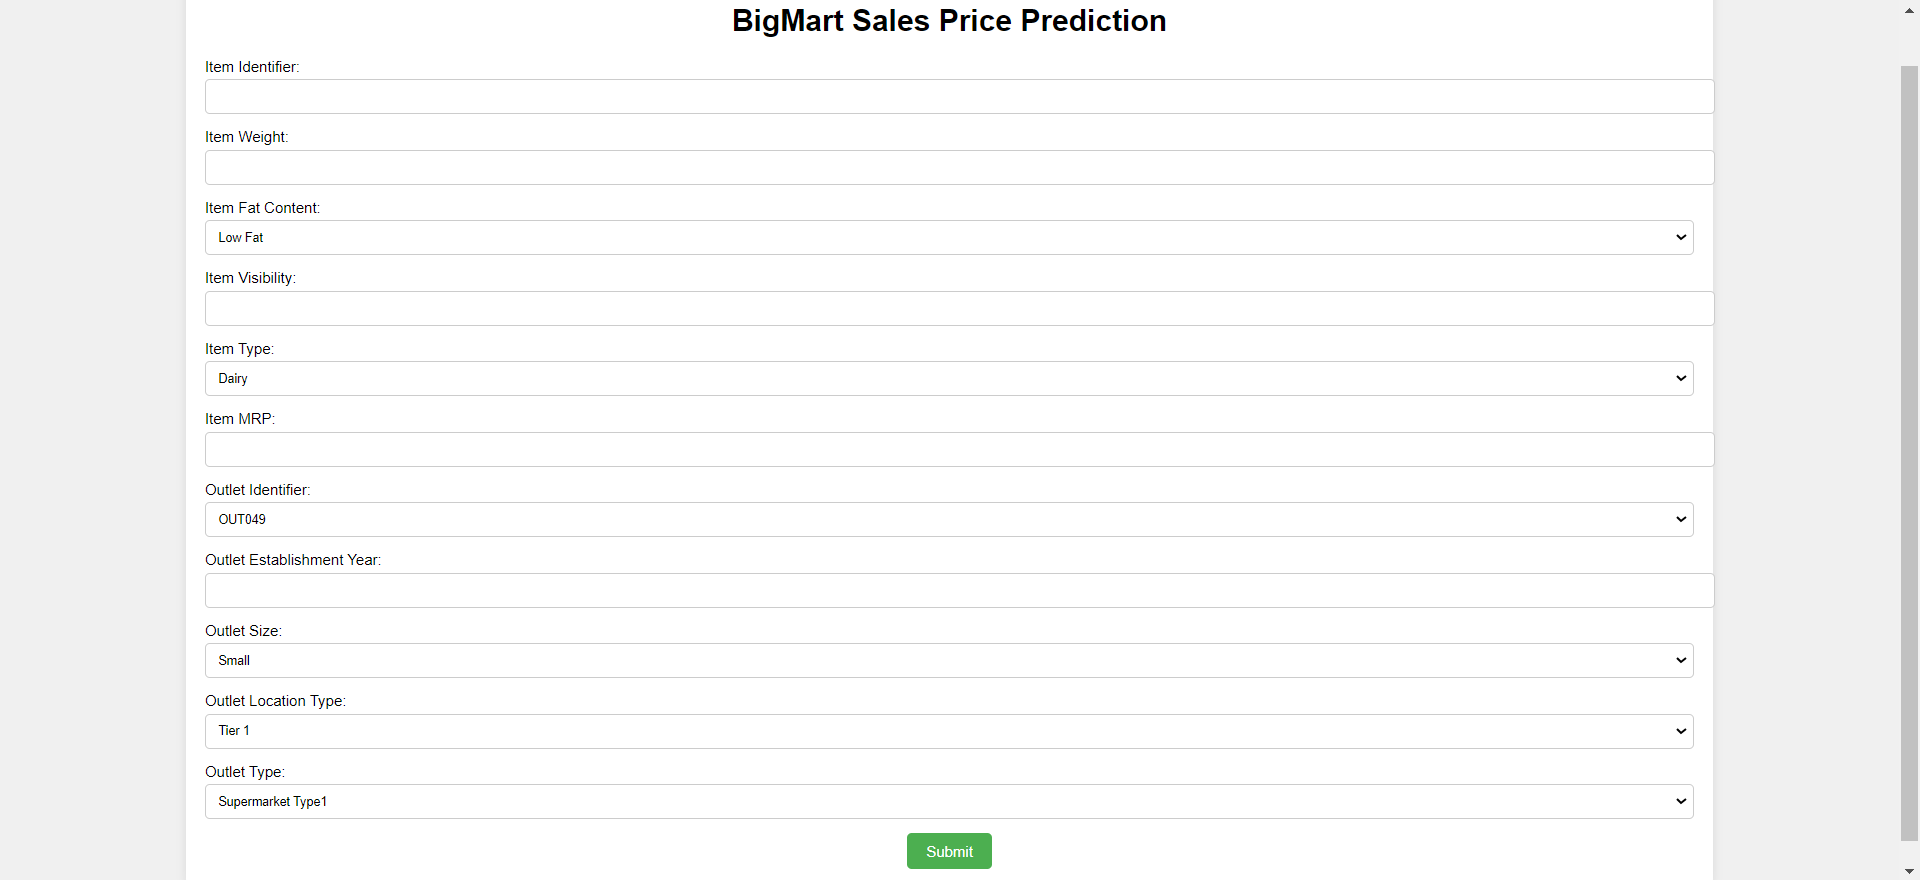 BigMart Sales Price Prediction
Item Identifier:
Item Weight:
Item Fat Content:
Low Fat
Item Visibility:
Item Type:
Dairy
Item MRP:
Outlet Identifier:
OUT049
Outlet Establishment Year:
Outlet Size:
Small
Outlet Location Type:
Tier 1
Outlet Type:
Supermarket Type1
Submit